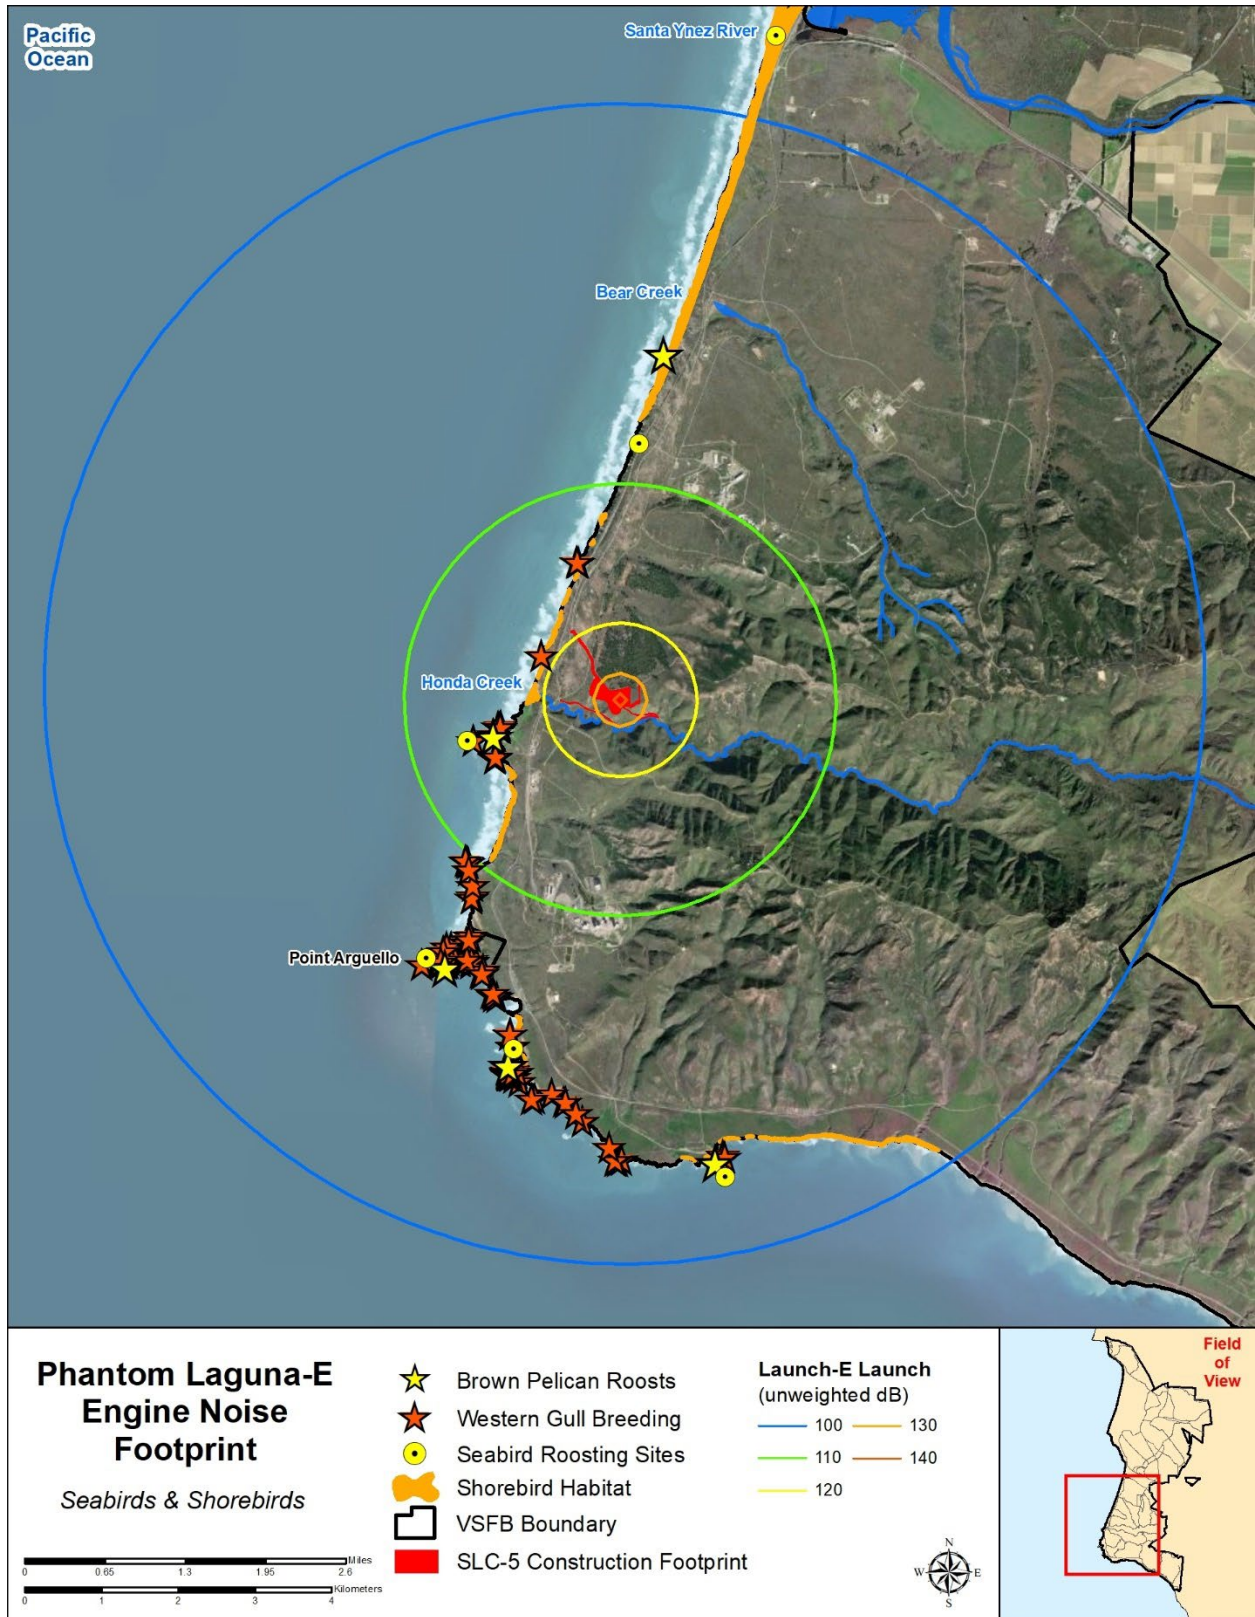 Pacific
Ocean
Santa Ynez River
Bear Creek
Honda Creek
Point Arguello
Phantom Laguna-E
Engine Noise
Footprint
Seabirds & Shorebirds
Miles
0 0.65 1.3 1.95 2.6
Kilometers
0 1 2 3 4
Brown Pelican Roosts
Western Gull Breeding
Seabird Roosting Sites
Shorebird Habitat
VSFB Boundary
SLC-5 Construction Footprint
Launch-E Launch
(unweighted dB)
100 130
110 140
120
N
W E
S
Field
of
View